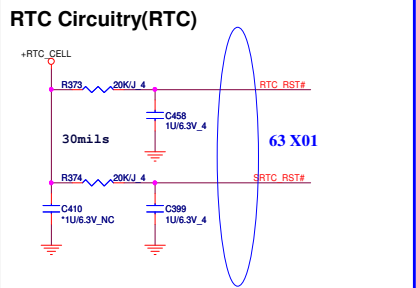 RTC Circuitry(RTC)
+RTC_CELL
R373 20K/J_4 RTC_RST#
C458
1U/6.3V_4
30mils
63 X01
R374 20K/J_4 SRTC_RST#
C410
*1U/6.3V_NC
C399
1U/6.3V_4